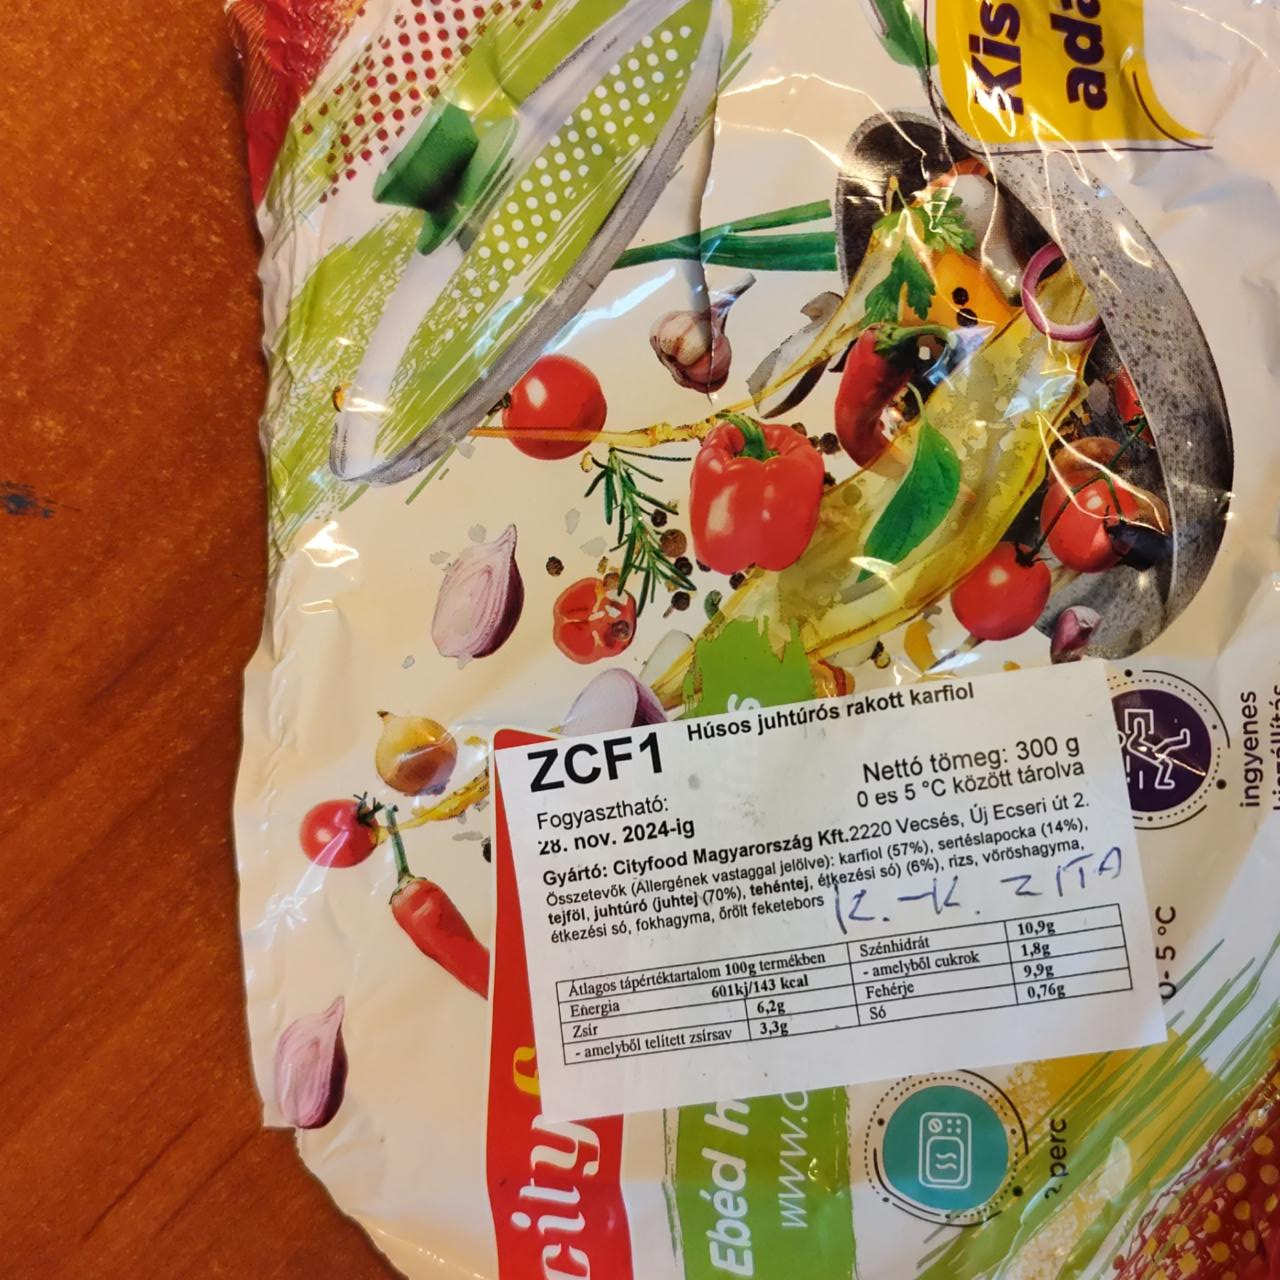 Kis
ada
ZCF1
Húsos juhtúrós rakott karfiol
Fogyasztható:
28. nov. 2024-ig
Nettó tömeg: 300 g
0 es 5 °C között tárolva
Gyártó: Cityfood Magyarország Kft.2220 Vecsés, Új Ecseri út 2.
Összetevők (Allergének vastaggal jelölve): karfiol (57%), sertéslapocka (14%),
tejföl, juhtúró (juhtej (70%), tehéntej, étkezési só) (6%), rizs, vöröshagyma,
étkezési só, fokhagyma, őrölt feketebors
K.-K. ZITA
Átlagos tápértéktartalom 100g termékben
Energia 601kj/143 kcal
Zsír 6,2g
- amelyből telített zsírsav 3,3g
Szénhidrát 10,9g
- amelyből cukrok 1,8g
Fehérje 9,9g
Só 0,76g
ingyenes
0- 5 °C
2 perc
city
Ebéd h
www.c